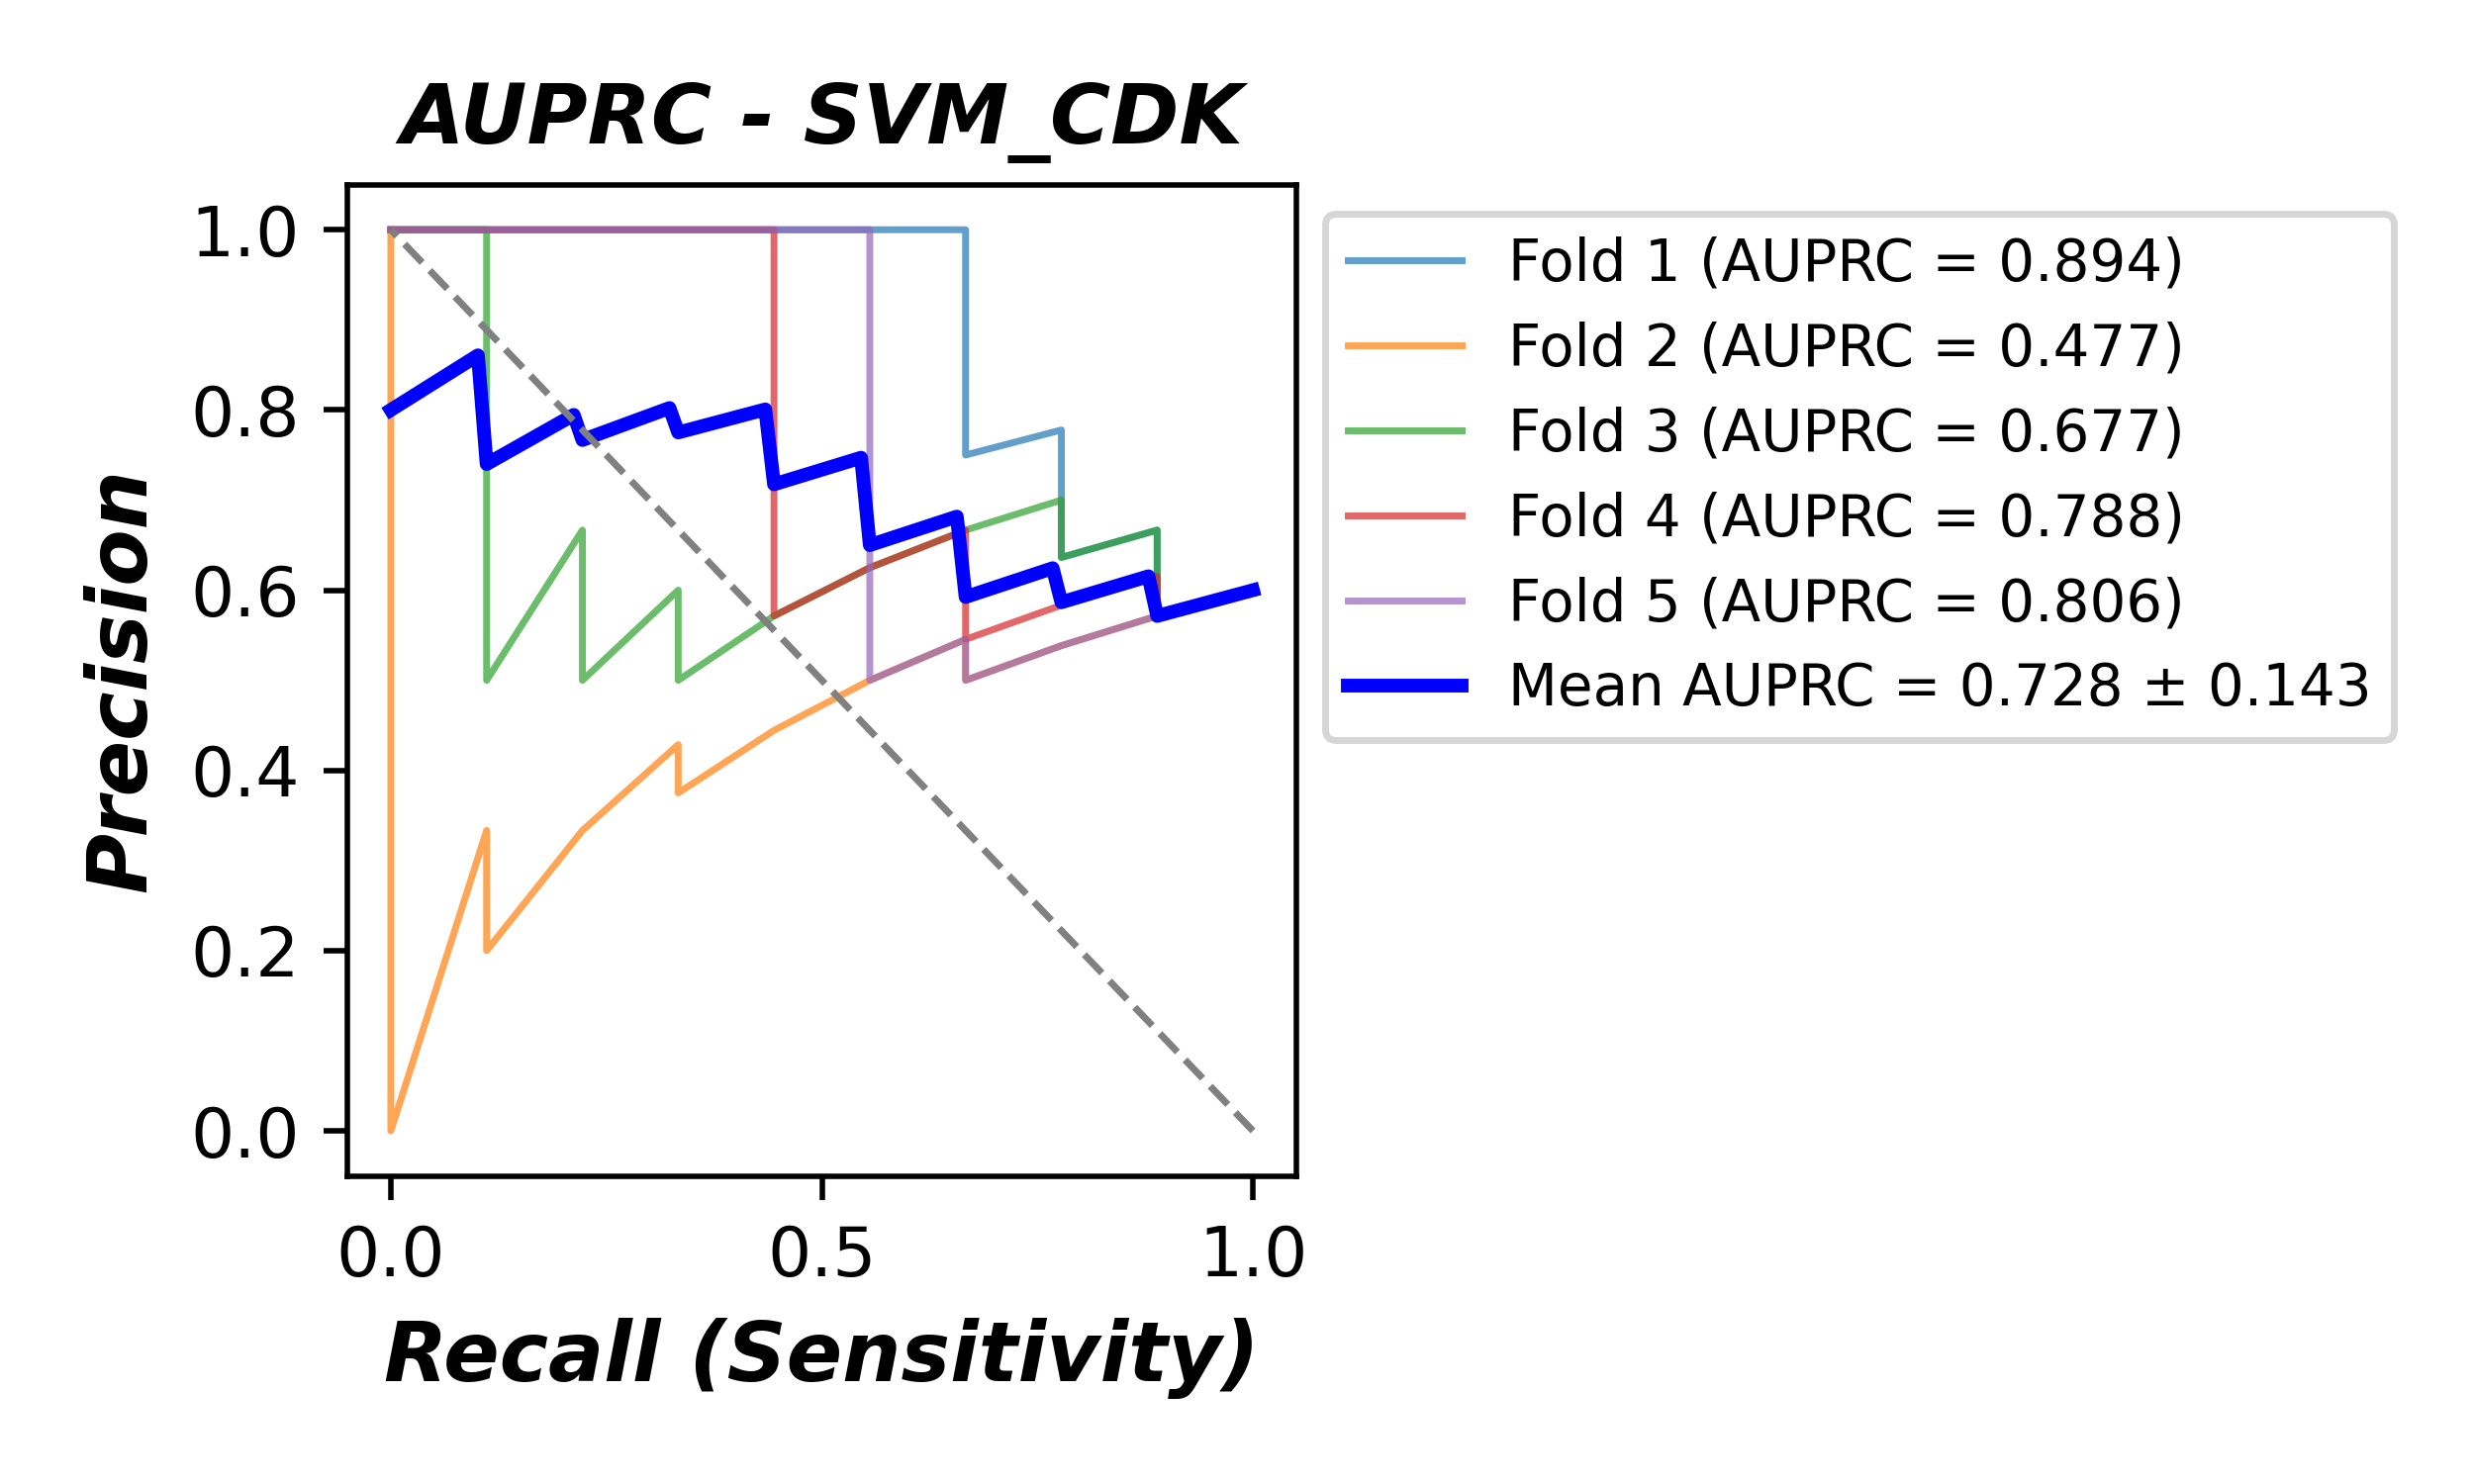 AUPRC - SVM_CDK
Precision
1.0
0.8
0.6
0.4
0.2
0.0
0.0 0.5 1.0
Recall (Sensitivity)
Fold 1 (AUPRC = 0.894)
Fold 2 (AUPRC = 0.477)
Fold 3 (AUPRC = 0.677)
Fold 4 (AUPRC = 0.788)
Fold 5 (AUPRC = 0.806)
Mean AUPRC = 0.728 ± 0.143